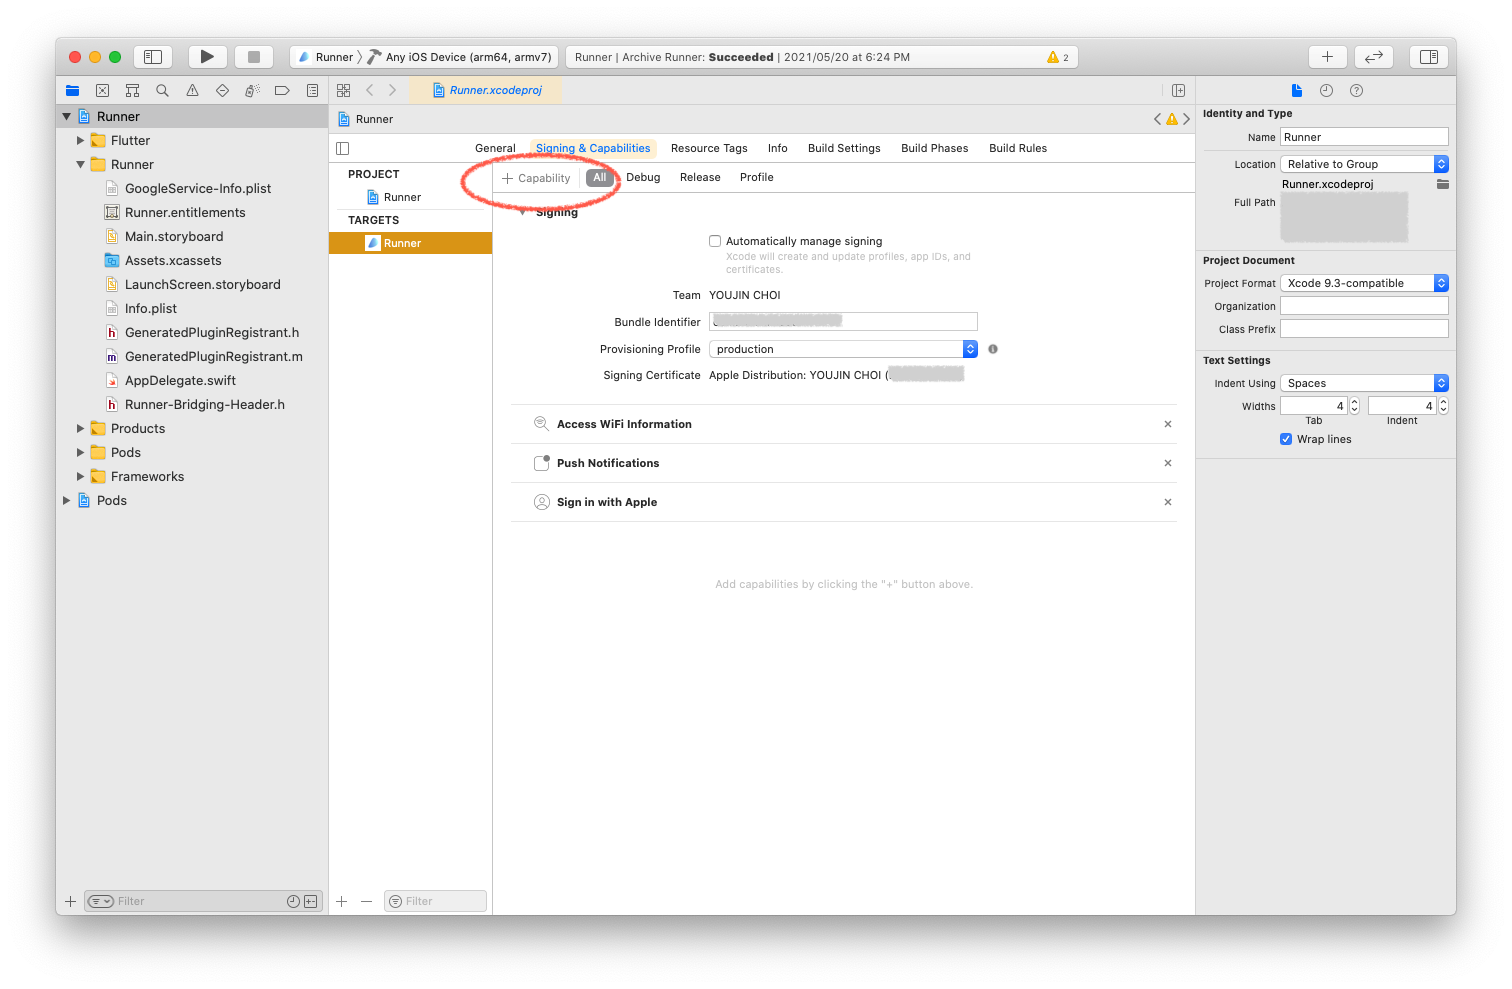 Runner
Any iOS Device (arm64, armv7)
Runner | Archive Runner: Succeeded | 2021/05/20 at 6:24 PM
2
Runner.xcodeproj
Runner
Flutter
Runner
GoogleService-Info.plist
Runner.entitlements
Main.storyboard
Assets.xcassets
LaunchScreen.storyboard
Info.plist
GeneratedPluginRegistrant.h
GeneratedPluginRegistrant.m
AppDelegate.swift
Runner-Bridging-Header.h
Products
Pods
Frameworks
Pods
Filter
Runner
General Signing & Capabilities Resource Tags Info Build Settings Build Phases Build Rules
PROJECT
Runner
TARGETS
Runner
Filter
+ Capability All Debug Release Profile
Signing
Automatically manage signing
Xcode will create and update profiles, app IDs, and
certificates.
Team YOUJIN CHOI
Bundle Identifier
Provisioning Profile production
Signing Certificate Apple Distribution: YOUJIN CHOI (
Access WiFi Information
Push Notifications
Sign in with Apple
Add capabilities by clicking the "+" button above.
Identity and Type
Name Runner
Location Relative to Group
Runner.xcodeproj
Full Path
Project Document
Project Format Xcode 9.3-compatible
Organization
Class Prefix
Text Settings
Indent Using Spaces
Widths 4 4
Tab Indent
Wrap lines